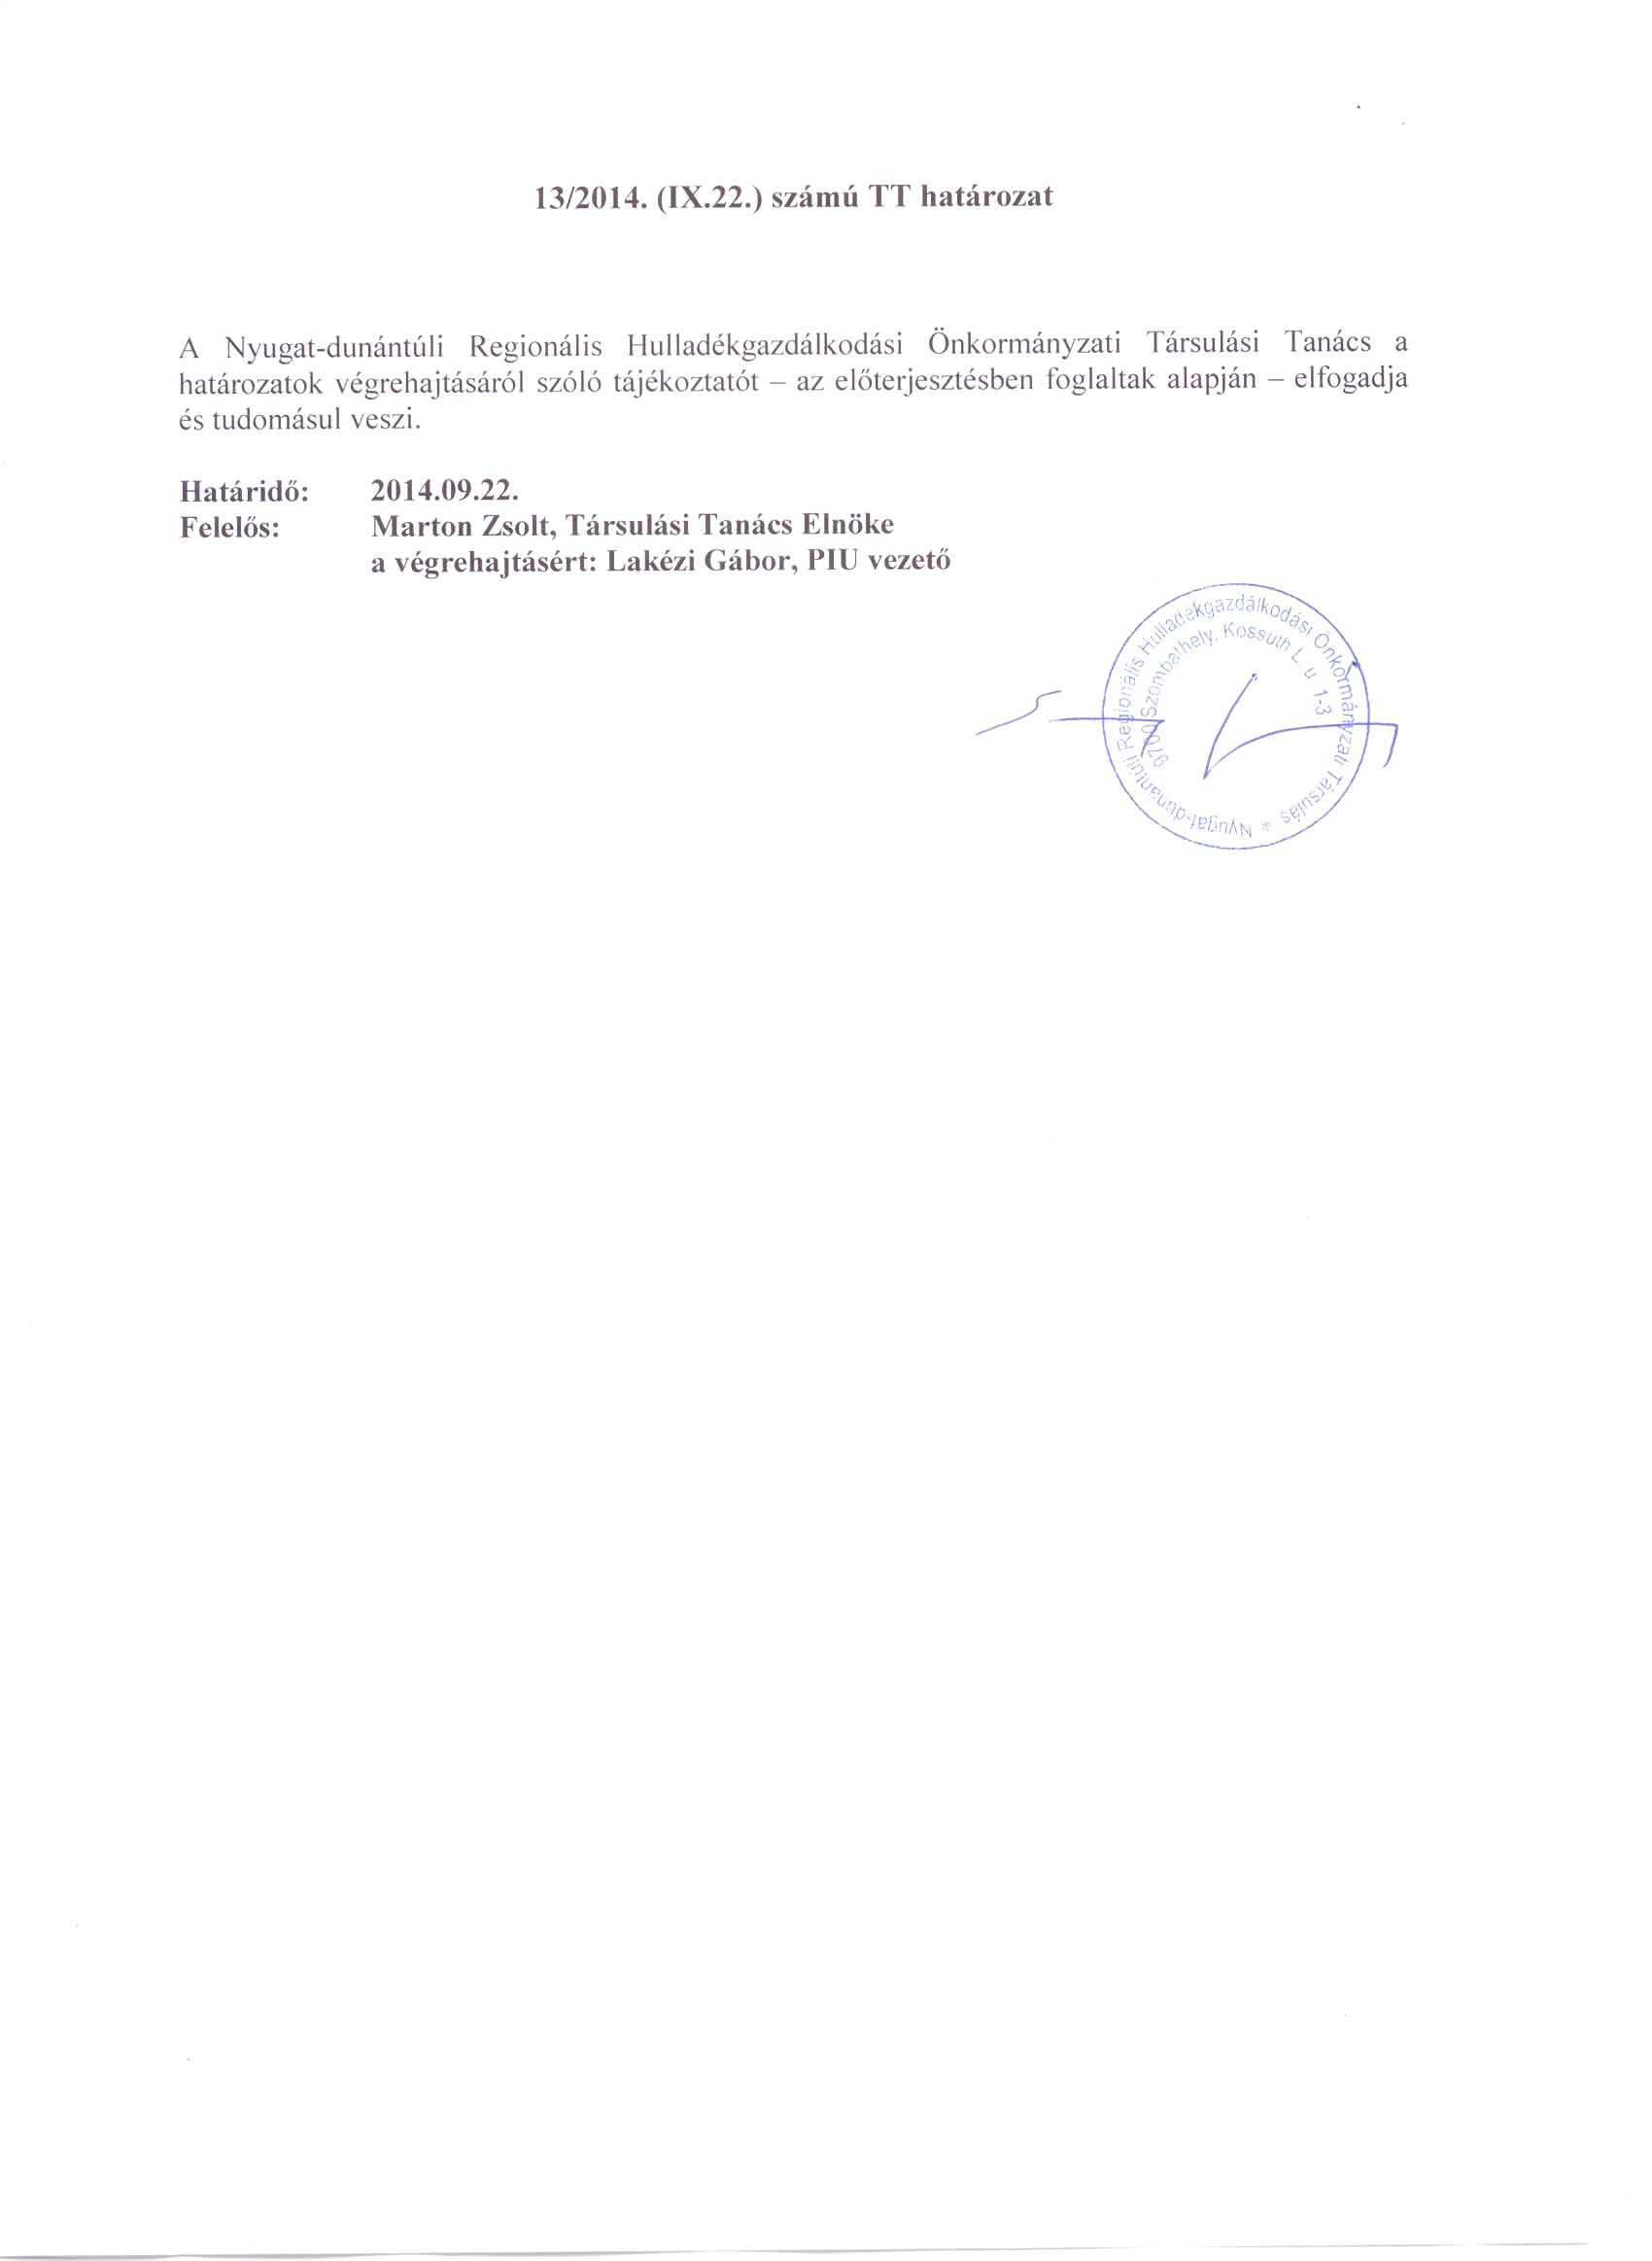 13/2014. (IX.22.) számú TT határozat
A Nyugat-dunántúli Regionális Hulladékgazdálkodási Önkormányzati Társulási Tanács a
határozatok végrehajtásáról szóló tájékoztatót – az előterjesztésben foglaltak alapján – elfogadja
és tudomásul veszi.
Határidő: 2014.09.22.
Felelős: Marton Zsolt, Társulási Tanács Elnöke
a végrehajtásért: Lakézi Gábor, PIU vezető
Nyugat-dunántúli Regionális Hulladékgazdálkodási Önkormányzati Társulás *
9700 Szombathely, Kossuth L. u. 1-3.